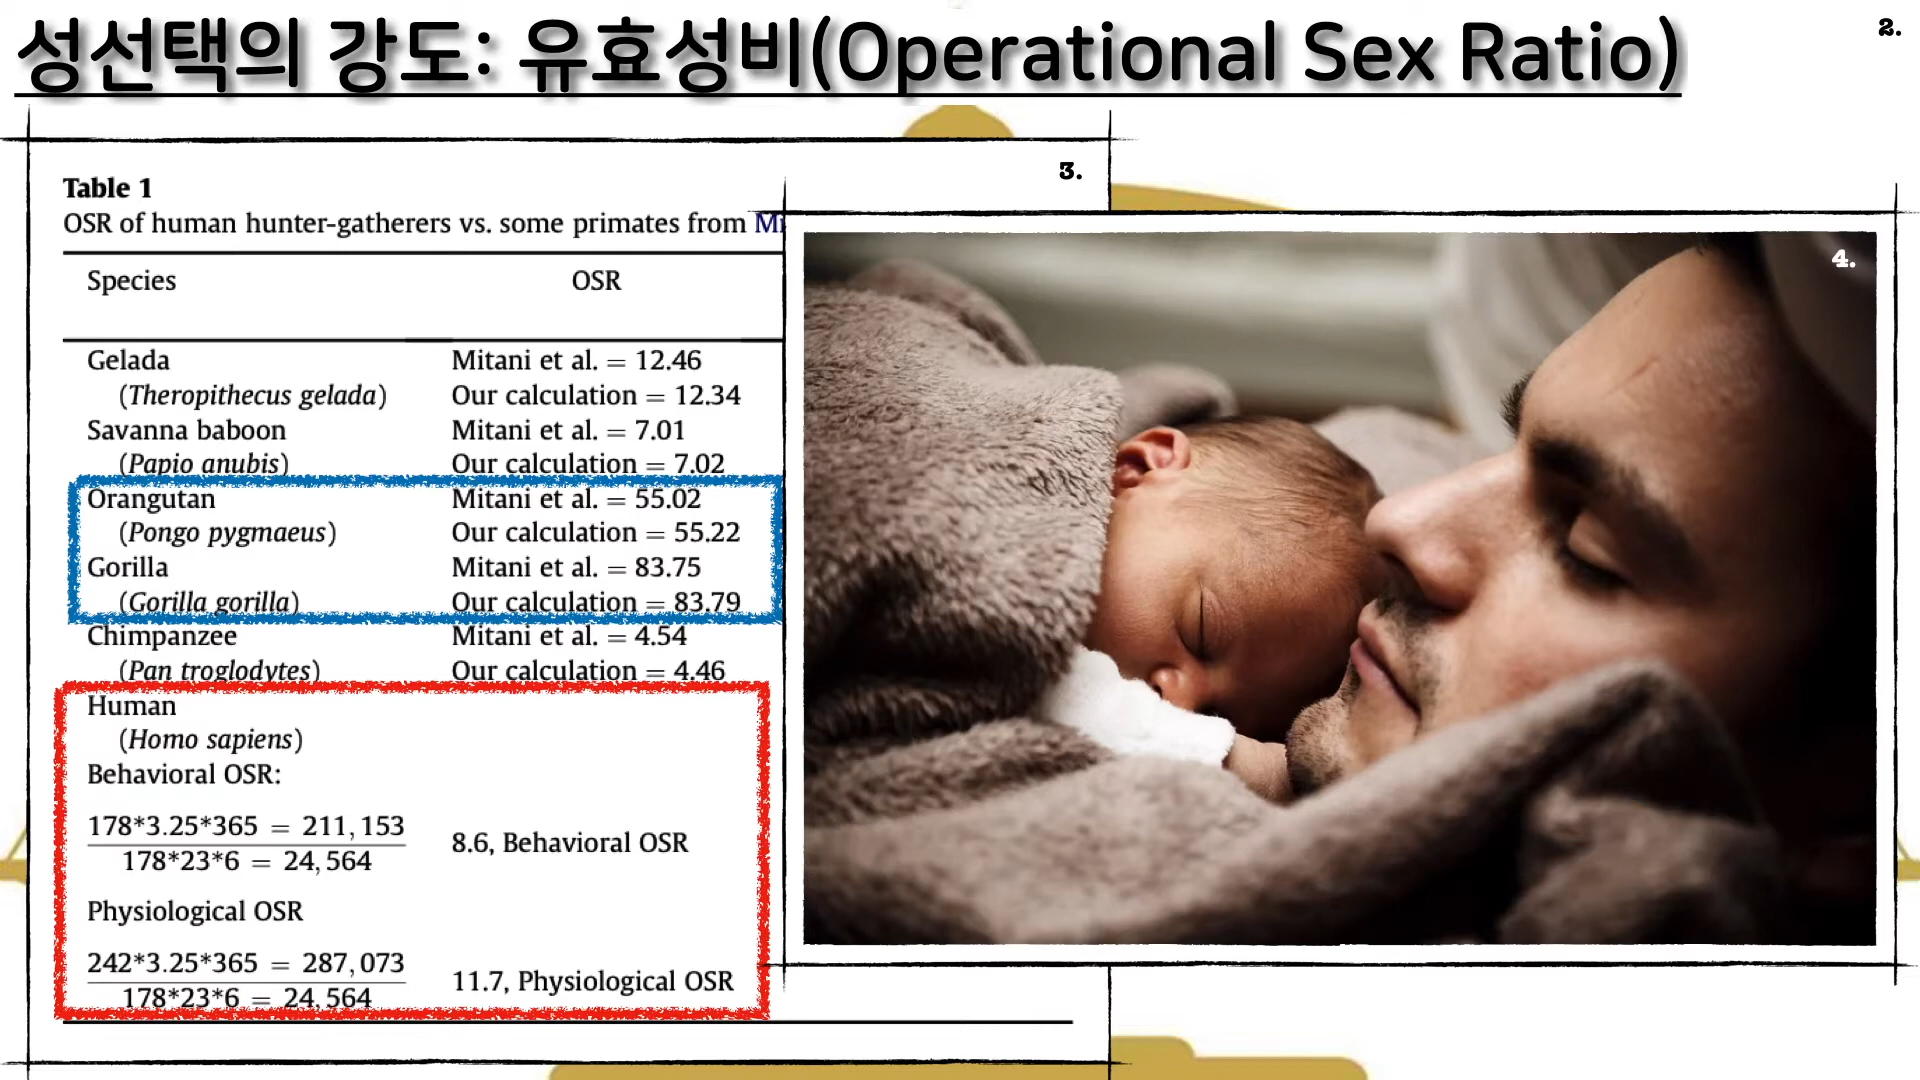 성선택의 강도: 유효성비(Operational Sex Ratio)
2.
3.
Table 1
OSR of human hunter-gatherers vs. some primates from
Species OSR
Gelada Mitani et al. = 12.46
(Theropithecus gelada) Our calculation = 12.34
Savanna baboon Mitani et al. = 7.01
(Papio anubis) Our calculation = 7.02
Orangutan Mitani et al. = 55.02
(Pongo pygmaeus) Our calculation = 55.22
Gorilla Mitani et al. = 83.75
(Gorilla gorilla) Our calculation = 83.79
Chimpanzee Mitani et al. = 4.54
(Pan troglodytes) Our calculation = 4.46
Human
(Homo sapiens)
Behavioral OSR:
178*3.25*365 = 211,153
178*23*6 = 24,564
8.6, Behavioral OSR
Physiological OSR
242*3.25*365 = 287,073
178*23*6 = 24,564
11.7, Physiological OSR
4.